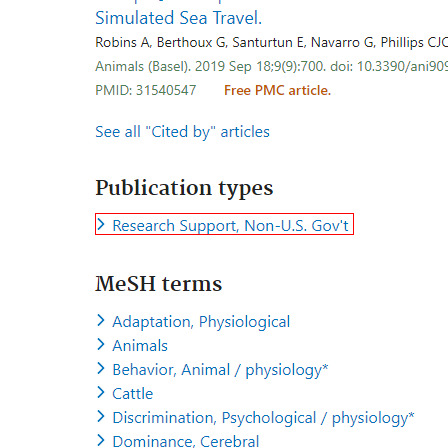 Simulated Sea Travel.
Robins A, Berthoux G, Santurtun E, Navarro G, Phillips CJC
Animals (Basel). 2019 Sep 18;9(9):700. doi: 10.3390/ani909
PMID: 31540547 Free PMC article.
See all "Cited by" articles
Publication types
Research Support, Non-U.S. Gov't
MeSH terms
Adaptation, Physiological
Animals
Behavior, Animal / physiology*
Cattle
Discrimination, Psychological / physiology*
Dominance, Cerebral